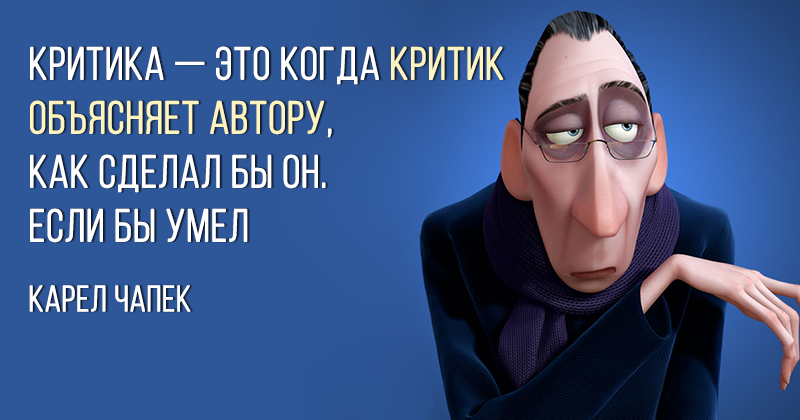 КРИТИКА — ЭТО КОГДА КРИТИК
ОБЪЯСНЯЕТ АВТОРУ,
КАК СДЕЛАЛ БЫ ОН.
ЕСЛИ БЫ УМЕЛ
КАРЕЛ ЧАПЕК